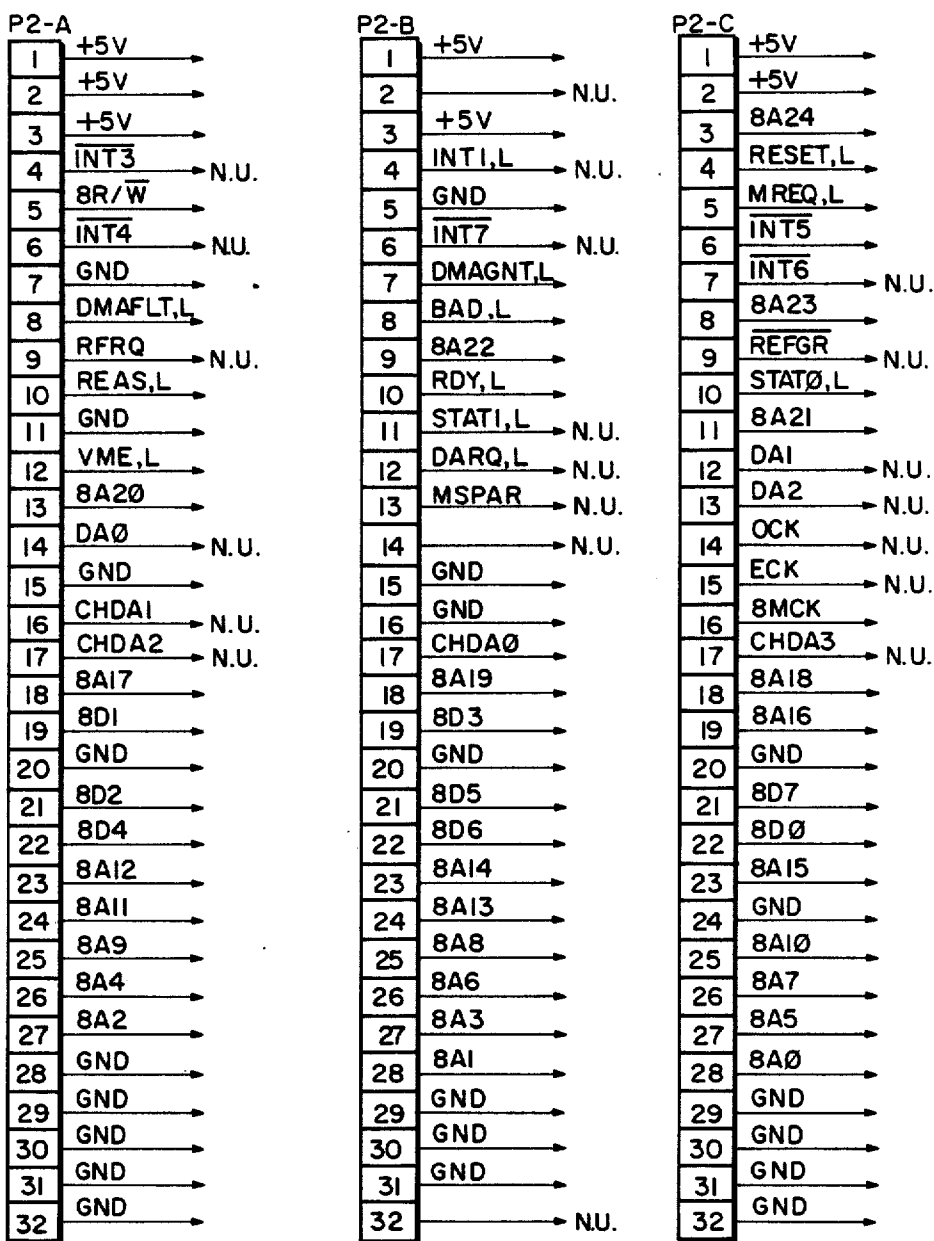 P2-A
1 +5V
2 +5V
3 +5V
4 I̅N̅T̅3̅ N.U.
5 8R/W̅
6 I̅N̅T̅4̅ N.U.
7 GND
8 DMAFLT,L
9 RFRQ N.U.
10 REAS,L
11 GND
12 VME,L
13 8A2Ø
14 DAØ N.U.
15 GND
16 CHDA1 N.U.
17 CHDA2 N.U.
18 8A17
19 8D1
20 GND
21 8D2
22 8D4
23 8A12
24 8A11
25 8A9
26 8A4
27 8A2
28 GND
29 GND
30 GND
31 GND
32 GND
P2-B
1 +5V
2 N.U.
3 +5V
4 INT1,L N.U.
5 GND
6 I̅N̅T̅7̅ N.U.
7 DMAGNT,L
8 BAD,L
9 8A22
10 RDY,L
11 STAT1,L N.U.
12 DARQ,L N.U.
13 MSPAR N.U.
14 N.U.
15 GND
16 GND
17 CHDAØ
18 8A19
19 8D3
20 GND
21 8D5
22 8D6
23 8A14
24 8A13
25 8A8
26 8A6
27 8A3
28 8A1
29 GND
30 GND
31 GND
32 N.U.
P2-C
1 +5V
2 +5V
3 8A24
4 RESET,L
5 MREQ,L
6 I̅N̅T̅5̅
7 I̅N̅T̅6̅ N.U.
8 8A23
9 R̅E̅F̅G̅R̅ N.U.
10 STATØ,L
11 8A21
12 DA1 N.U.
13 DA2 N.U.
14 OCK N.U.
15 ECK N.U.
16 8MCK
17 CHDA3 N.U.
18 8A18
19 8A16
20 GND
21 8D7
22 8DØ
23 8A15
24 GND
25 8A1Ø
26 8A7
27 8A5
28 8AØ
29 GND
30 GND
31 GND
32 GND